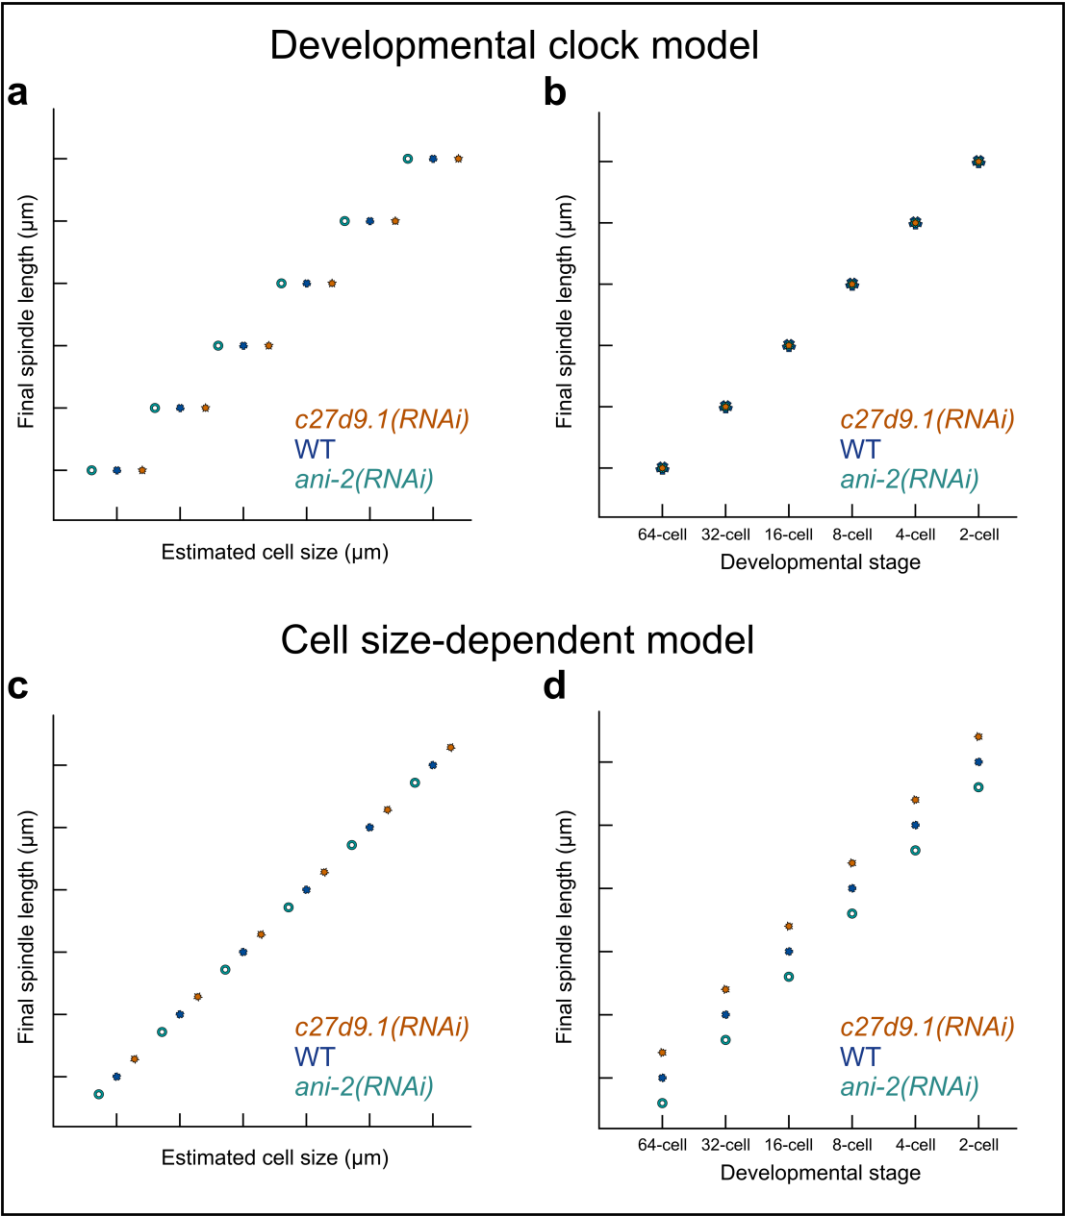 Developmental clock model
a
Final spindle length (µm)
c27d9.1(RNAi)
WT
ani-2(RNAi)
Estimated cell size (µm)
b
Final spindle length (µm)
c27d9.1(RNAi)
WT
ani-2(RNAi)
64-cell 32-cell 16-cell 8-cell 4-cell 2-cell
Developmental stage
Cell size-dependent model
c
Final spindle length (µm)
c27d9.1(RNAi)
WT
ani-2(RNAi)
Estimated cell size (µm)
d
Final spindle length (µm)
c27d9.1(RNAi)
WT
ani-2(RNAi)
64-cell 32-cell 16-cell 8-cell 4-cell 2-cell
Developmental stage